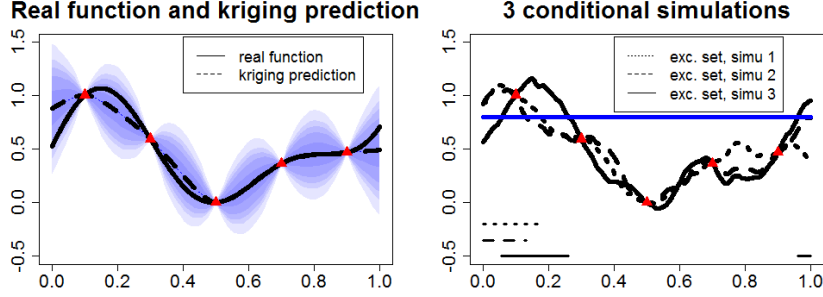 Real function and kriging prediction
real function
kriging prediction
1.5
1.0
0.5
0.0
-0.5
0.0 0.2 0.4 0.6 0.8 1.0
3 conditional simulations
exc. set, simu 1
exc. set, simu 2
exc. set, simu 3
1.5
1.0
0.5
0.0
-0.5
0.0 0.2 0.4 0.6 0.8 1.0